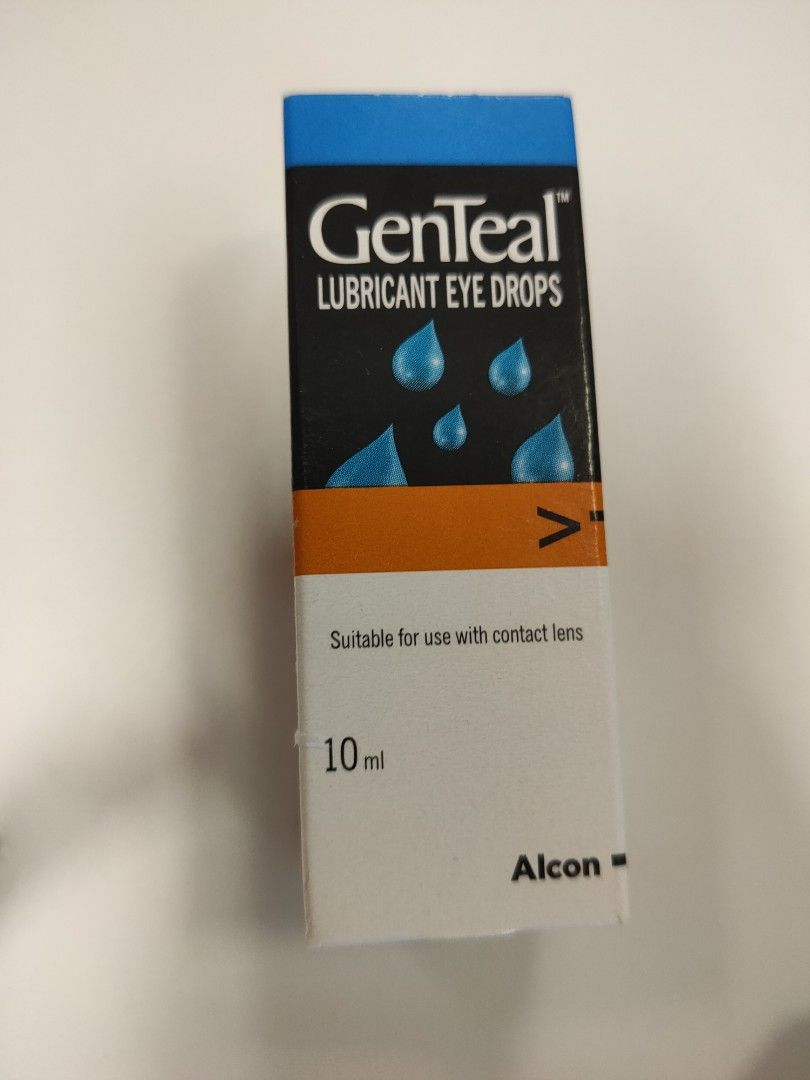 GenTeal™
LUBRICANT EYE DROPS
>
Suitable for use with contact lens
10 ml
Alcon